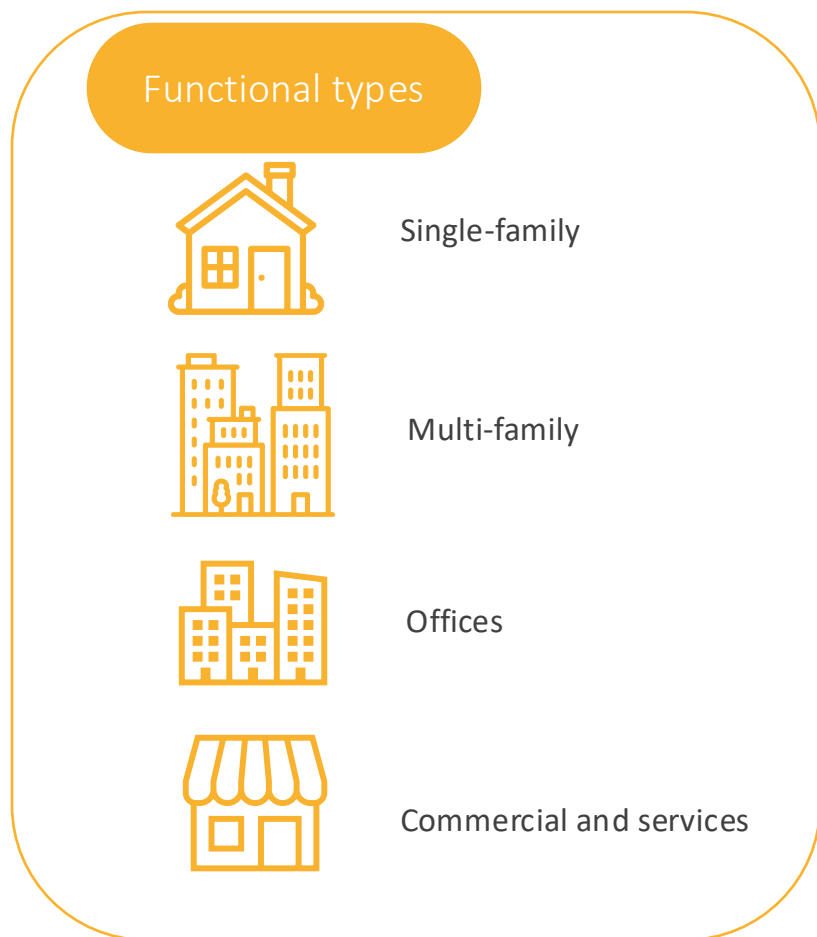 Functional types
Single-family
Multi-family
Offices
Commercial and services